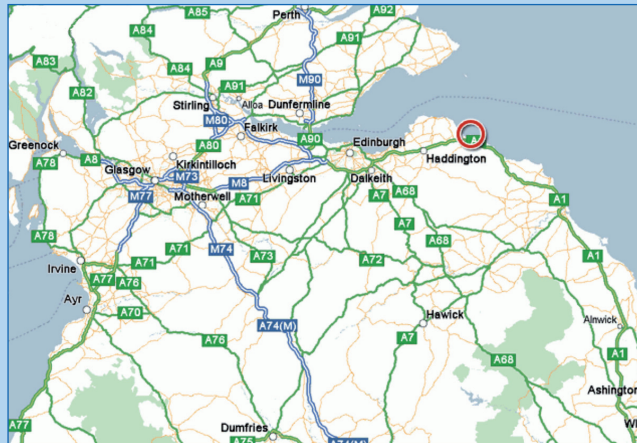 A85
Perth
A92
A84
A91
A83
A84
A9
M90
A82
A91
Stirling
Alloa
Dunfermline
M80
Falkirk
A90
Greenock
A80
Edinburgh
A78
A8
Kirkintilloch
Haddington
Glasgow
M73
M8
Livingston
Dalkeith
M77
Motherwell
A71
A7
A68
A1
A78
A7
A71
M74
A73
A68
A1
Irvine
A71
A72
A77
A76
Ayr
A70
A74(M)
Hawick
Alnwick
A76
A7
A1
A68
Ashington
A77
Dumfries
A75
A74(M)